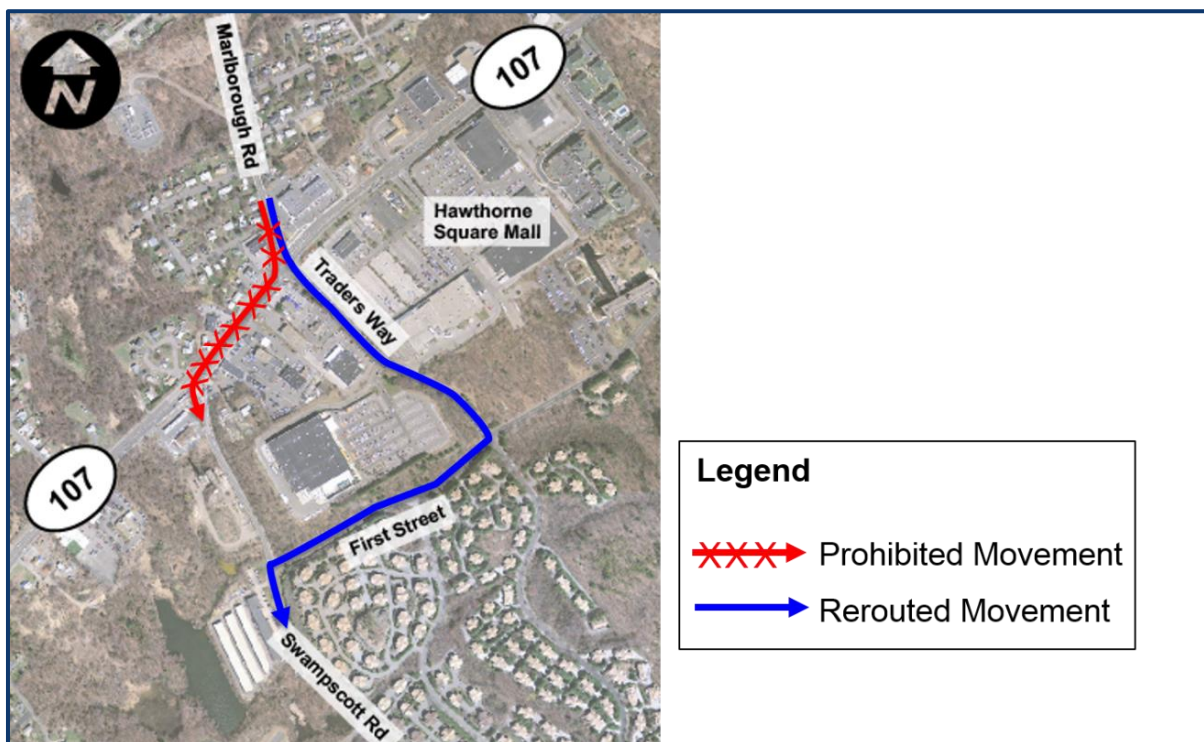 N
Marlborough Rd
107
Hawthorne
Square Mall
Traders Way
107
First Street
Swampscott Rd
Legend
Prohibited Movement
Rerouted Movement